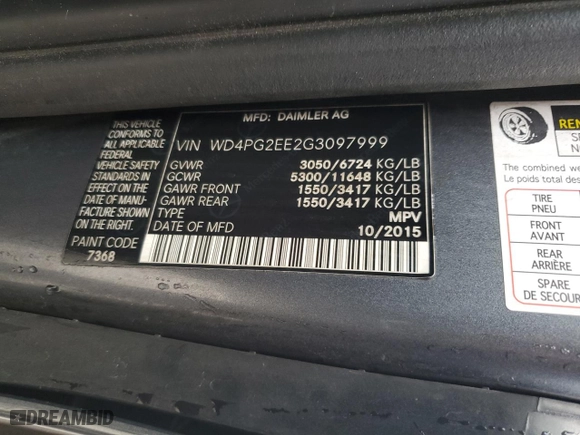 MFD: DAIMLER AG
VIN WD4PG2EE2G3097999
GVWR 3050/6724 KG/LB
GCWR 5300/11648 KG/LB
GAWR FRONT 1550/3417 KG/LB
GAWR REAR 1550/3417 KG/LB
TYPE MPV
DATE OF MFD 10/2015
THIS VEHICLE
CONFORMS TO
ALL APPLICABLE
FEDERAL
VEHICLE SAFETY
STANDARDS IN
EFFECT ON THE
DATE OF MANU-
FACTURE SHOWN
ON THE RIGHT.
PAINT CODE
7368
The combined we
Le poids total des
TIRE
PNEU
FRONT
AVANT
REAR
ARRIÈRE
SPARE
DE SECOUR
DREAMBID